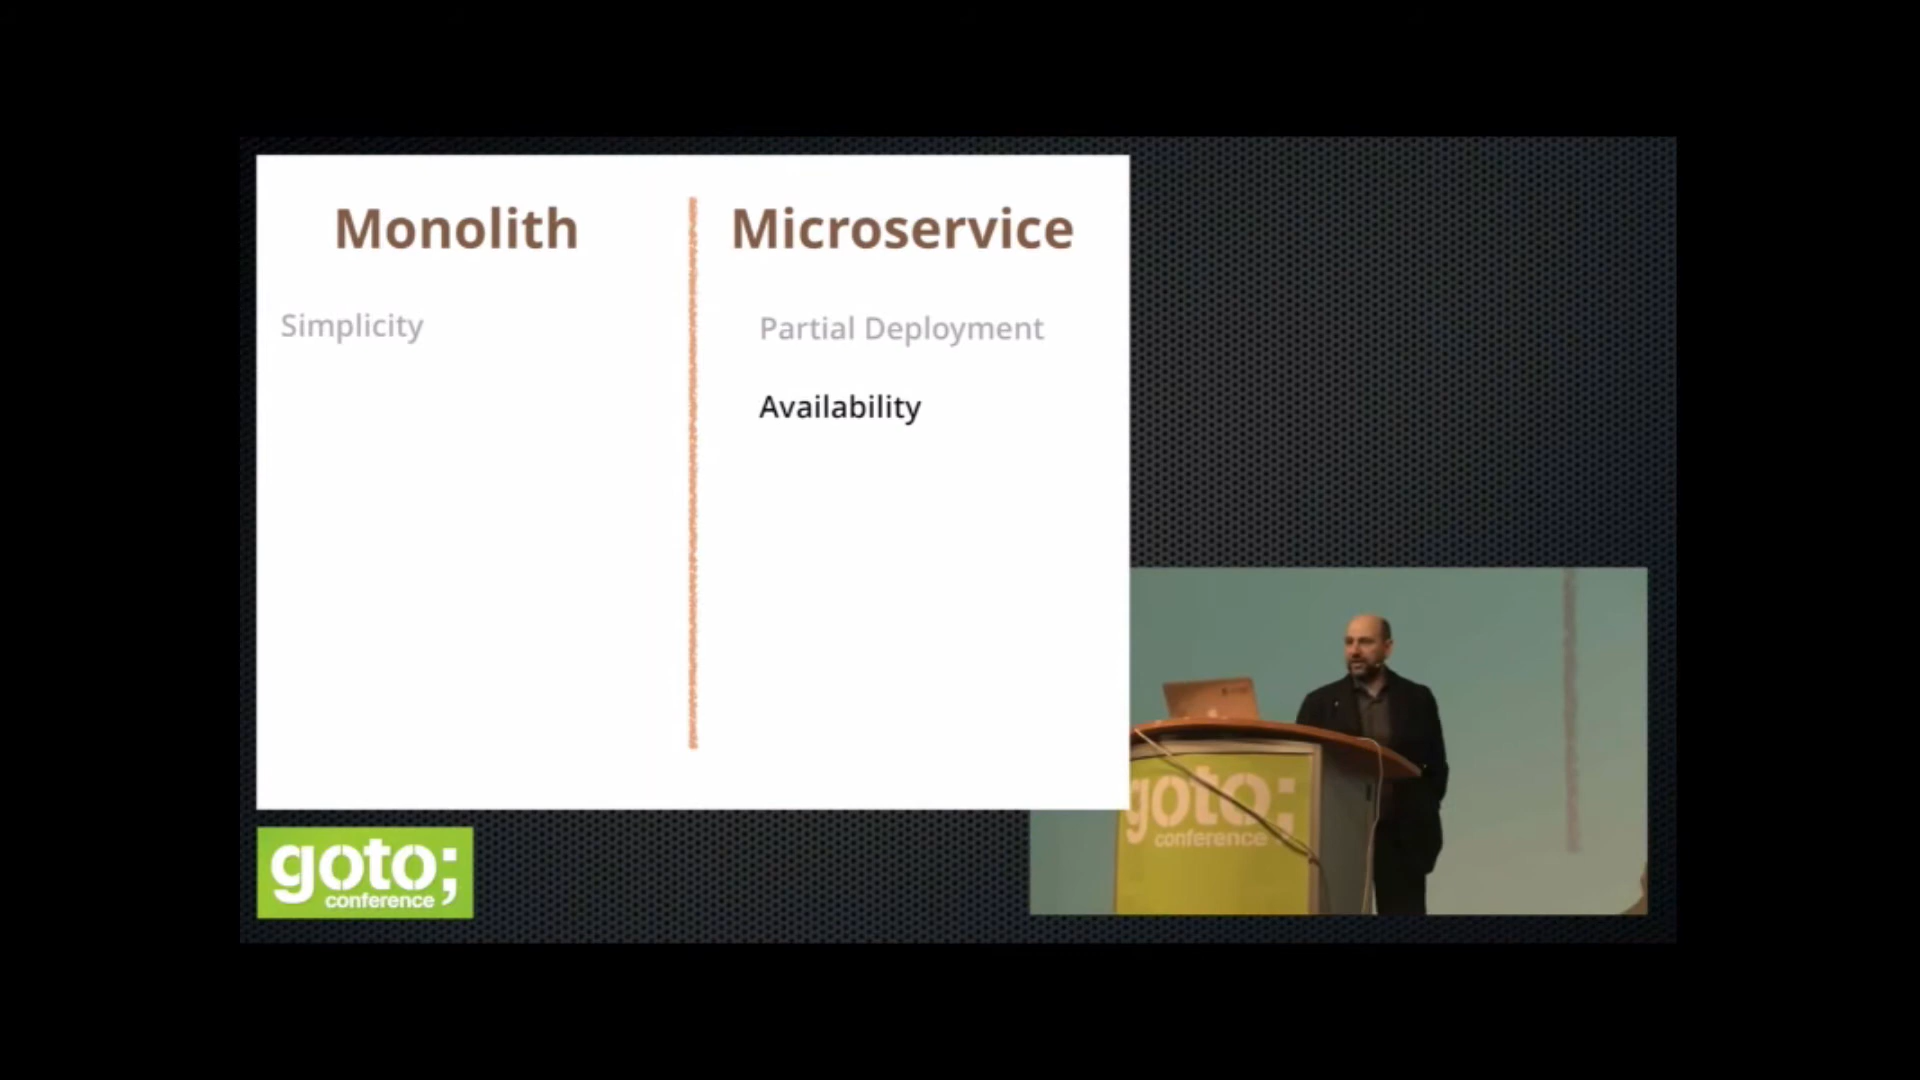 Monolith
Microservice
Simplicity
Partial Deployment
Availability
goto;
conference
goto;
conference